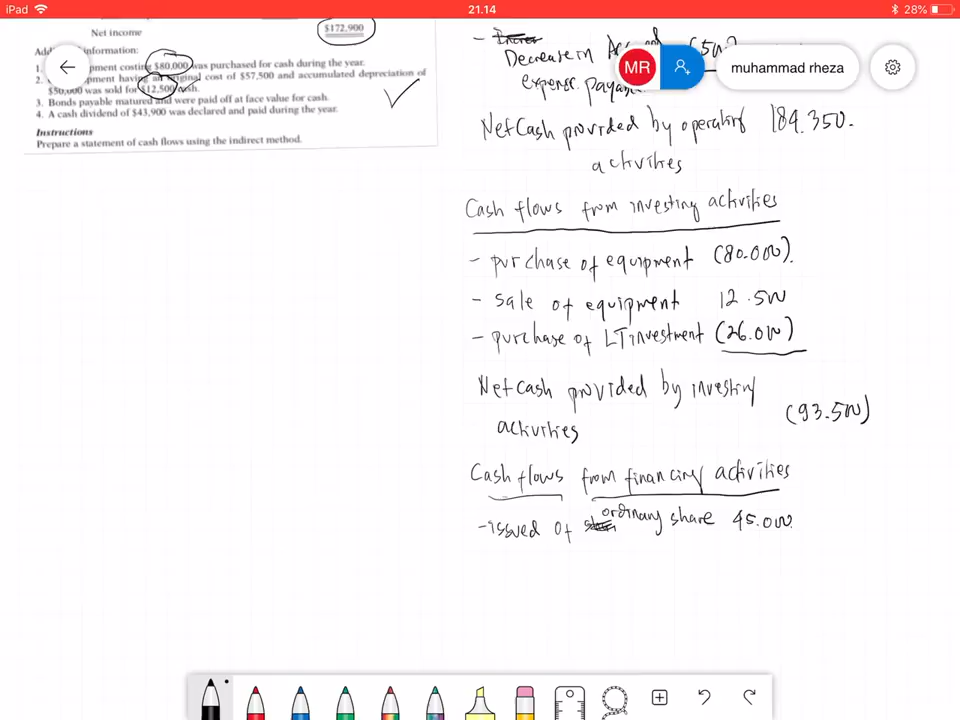 iPad
21.14
28%
Net income
$172,900
information:
1. pment costing $80,000 was purchased for cash during the year.
2. pment having an original cost of $57,500 and accumulated depreciation of
$50,000 was sold for $12,500 cash.
3. Bonds payable matured and were paid off at face value for cash.
4. A cash dividend of $43,900 was declared and paid during the year.
Instructions
Prepare a statement of cash flows using the indirect method.
MR
muhammad rheza
Decrease in
expense payable
Net Cash provided by operating 184.350.
activities
Cash flows from investing activities
- purchase of equipment (80.000).
- sale of equipment 12.500
- purchase of LT investment (26.000)
Net Cash provided by investing
(93.500)
activities
Cash flows from financing activities
- issued of ordinary share 45.000.